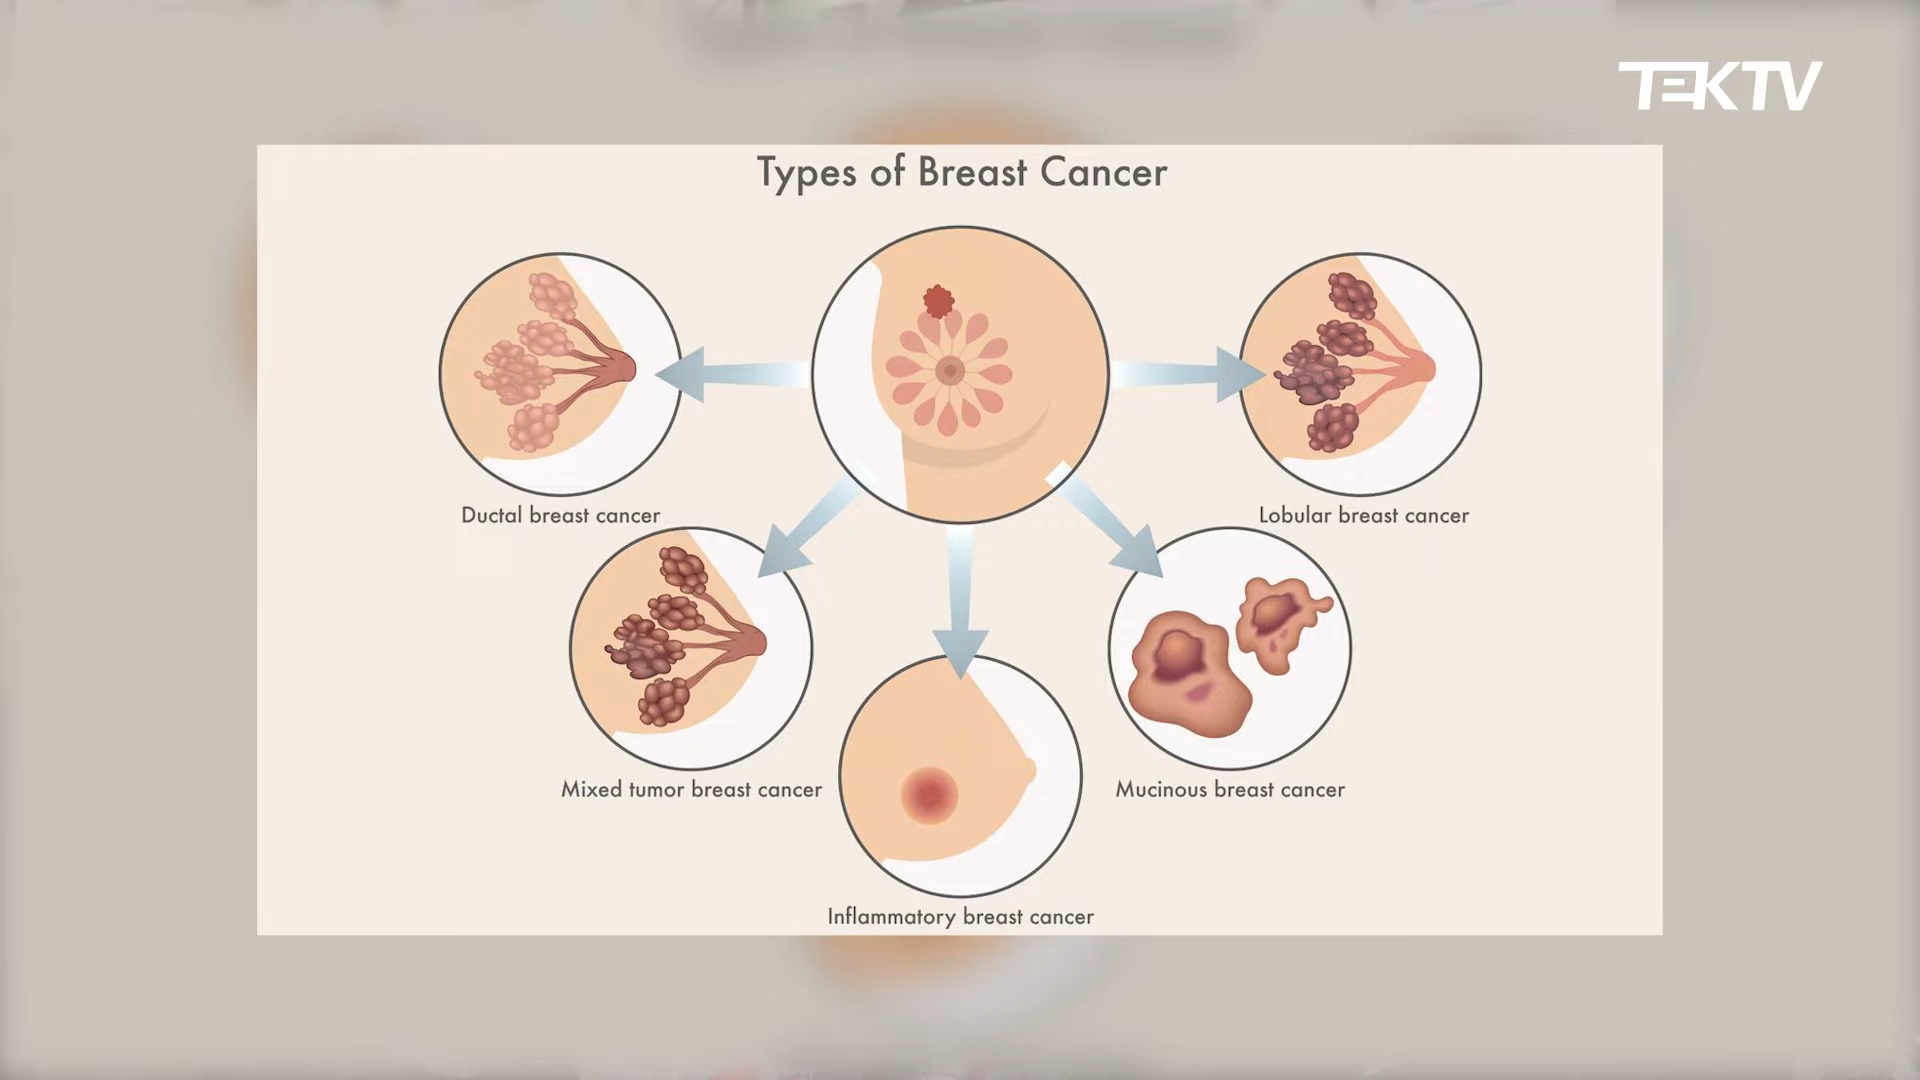 TEKTV
Types of Breast Cancer
Ductal breast cancer
Lobular breast cancer
Mixed tumor breast cancer
Mucinous breast cancer
Inflammatory breast cancer